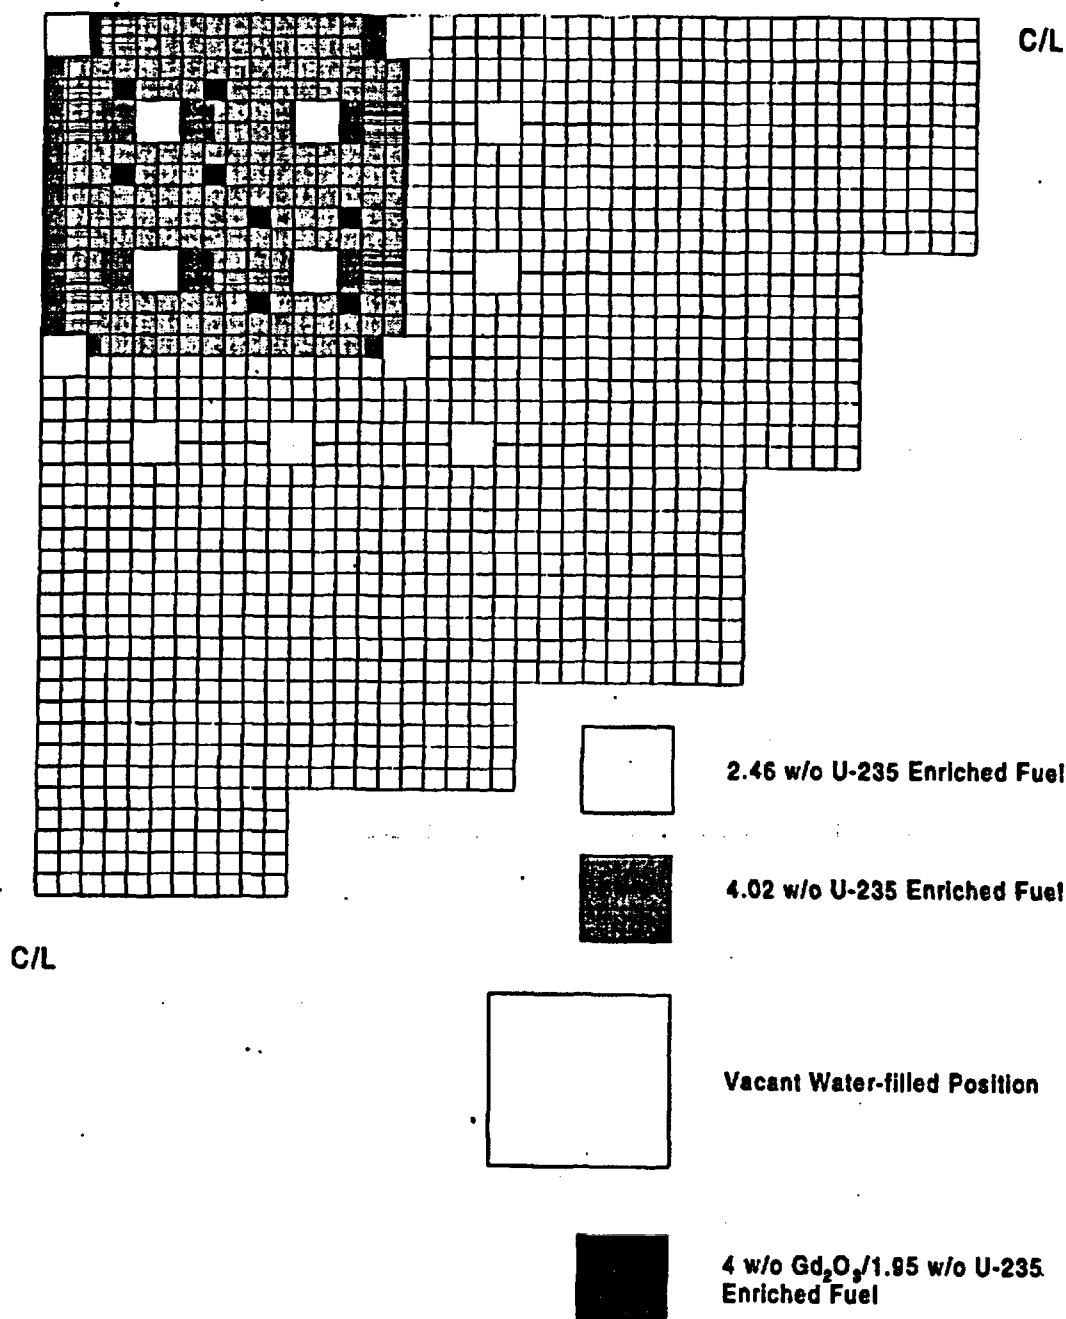 C/L
2.46 w/o U-235 Enriched Fuel
4.02 w/o U-235 Enriched Fuel
C/L
Vacant Water-filled Position
4 w/o Gd₂O₃/1.95 w/o U-235
Enriched Fuel